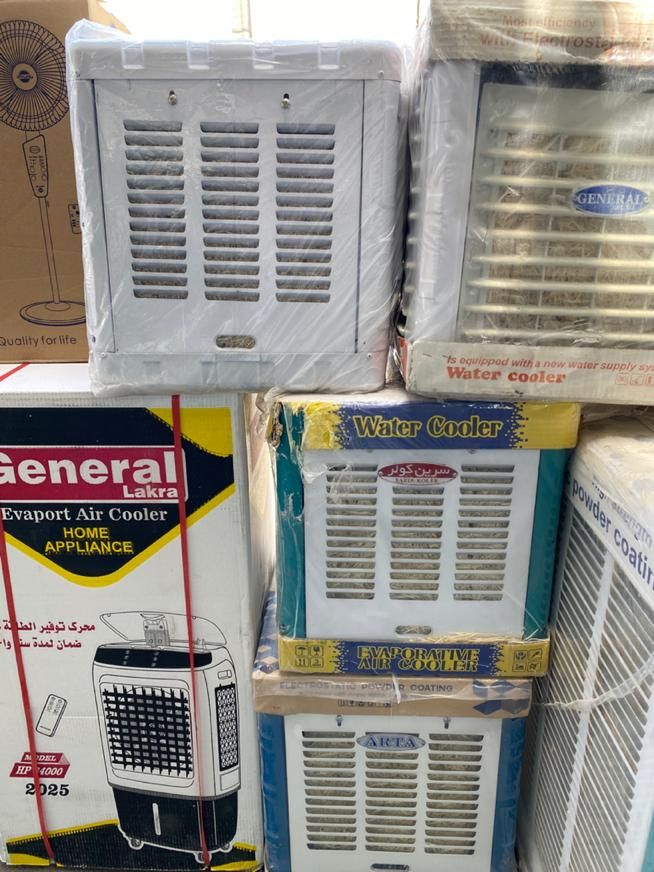 Quality for life
Most efficiency
with Electrostatic
GENERAL
Is equipped with a new water supply sys
Water cooler
General
Lakra
Evaport Air Cooler
HOME
APPLIANCE
محرك توفير الطاقة
ضمان لمدة سنة
MODEL
2025
Water Cooler
سرین کولر
SARIN KOLER
EVAPORATIVE
AIR COOLER
ELECTROSTATIC POWDER COATING
ARTA
powder coatin